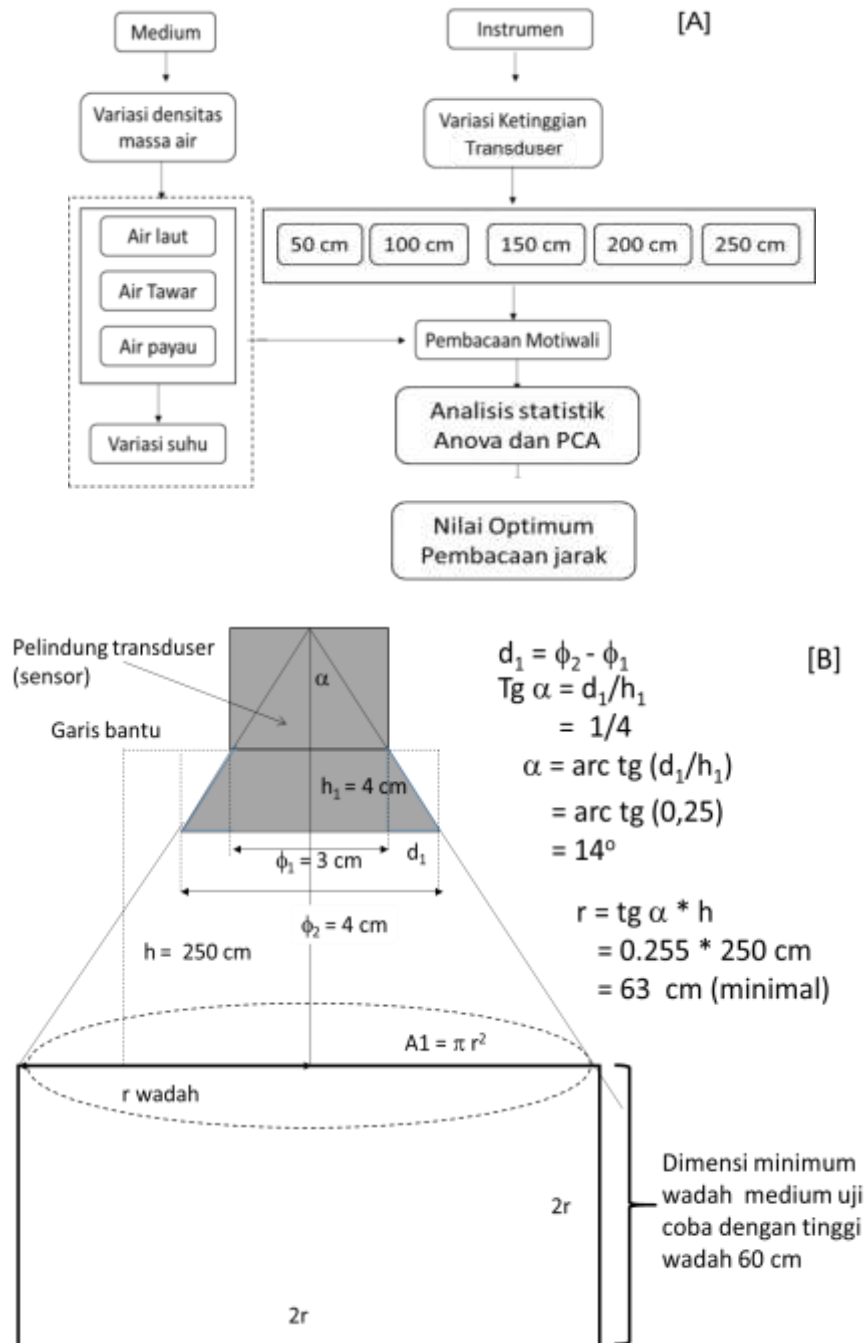 [A]
Medium
Instrumen
Variasi densitas
massa air
Variasi Ketinggian
Transduser
Air laut
Air Tawar
Air payau
Variasi suhu
50 cm
100 cm
150 cm
200 cm
250 cm
Pembacaan Motiwali
Analisis statistik
Anova dan PCA
Nilai Optimum
Pembacaan jarak
[B]
Pelindung transduser
(sensor)
Garis bantu
α
h₁ = 4 cm
ϕ₁ = 3 cm
d₁
ϕ₂ = 4 cm
h = 250 cm
d₁ = ϕ₂ - ϕ₁
Tg α = d₁/h₁
= 1/4
α = arc tg (d₁/h₁)
= arc tg (0,25)
= 14°
r = tg α * h
= 0.255 * 250 cm
= 63 cm (minimal)
A1 = π r²
r wadah
2r
2r
Dimensi minimum
wadah medium uji
coba dengan tinggi
wadah 60 cm